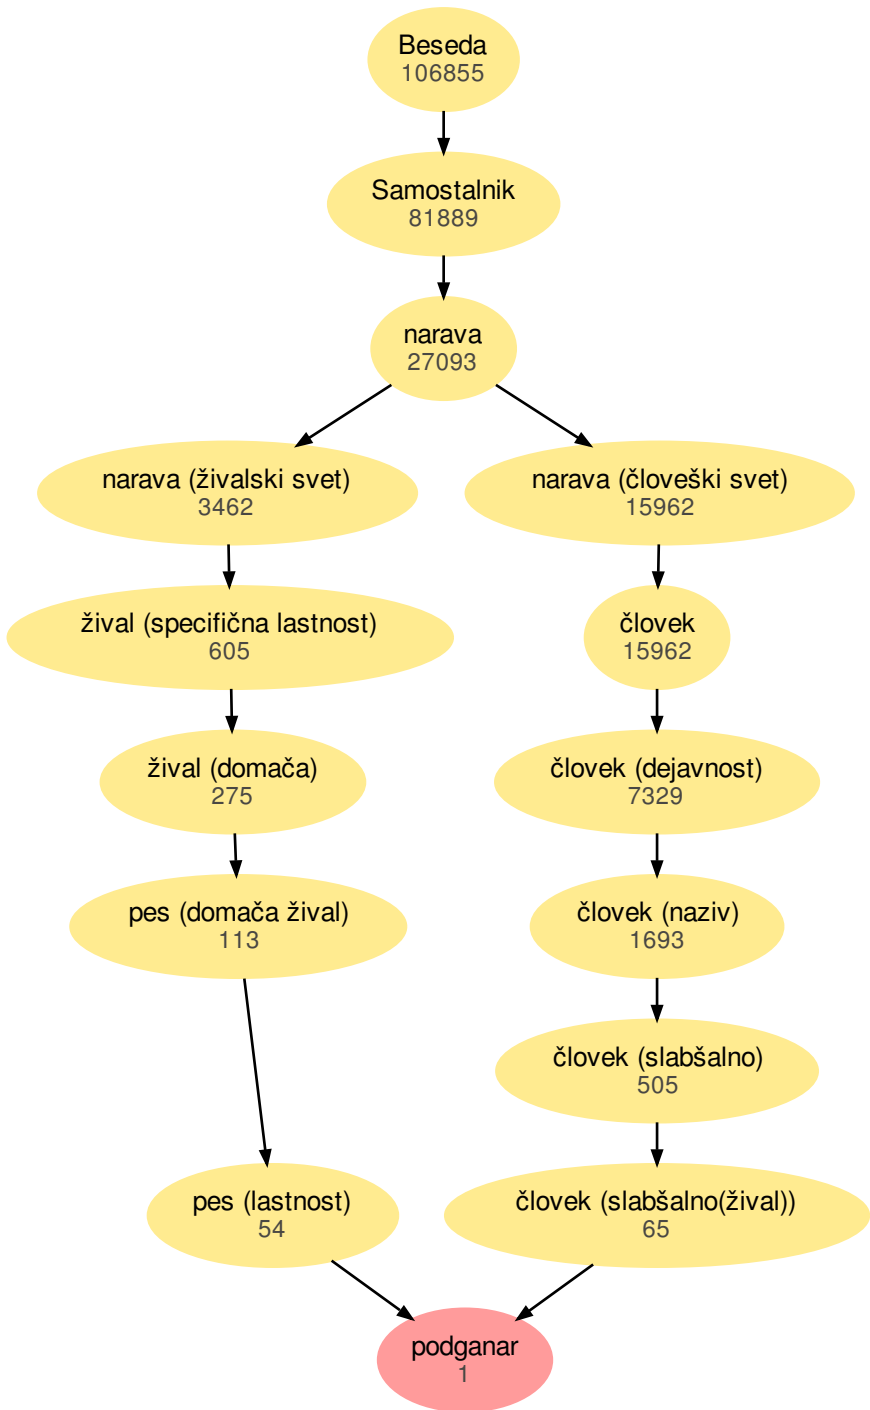 Beseda
106855
Samostalnik
81889
narava
27093
narava (živalski svet)
3462
narava (človeški svet)
15962
žival (specifična lastnost)
605
človek
15962
žival (domača)
275
človek (dejavnost)
7329
pes (domača žival)
113
človek (naziv)
1693
človek (slabšalno)
505
pes (lastnost)
54
človek (slabšalno(žival))
65
podganar
1